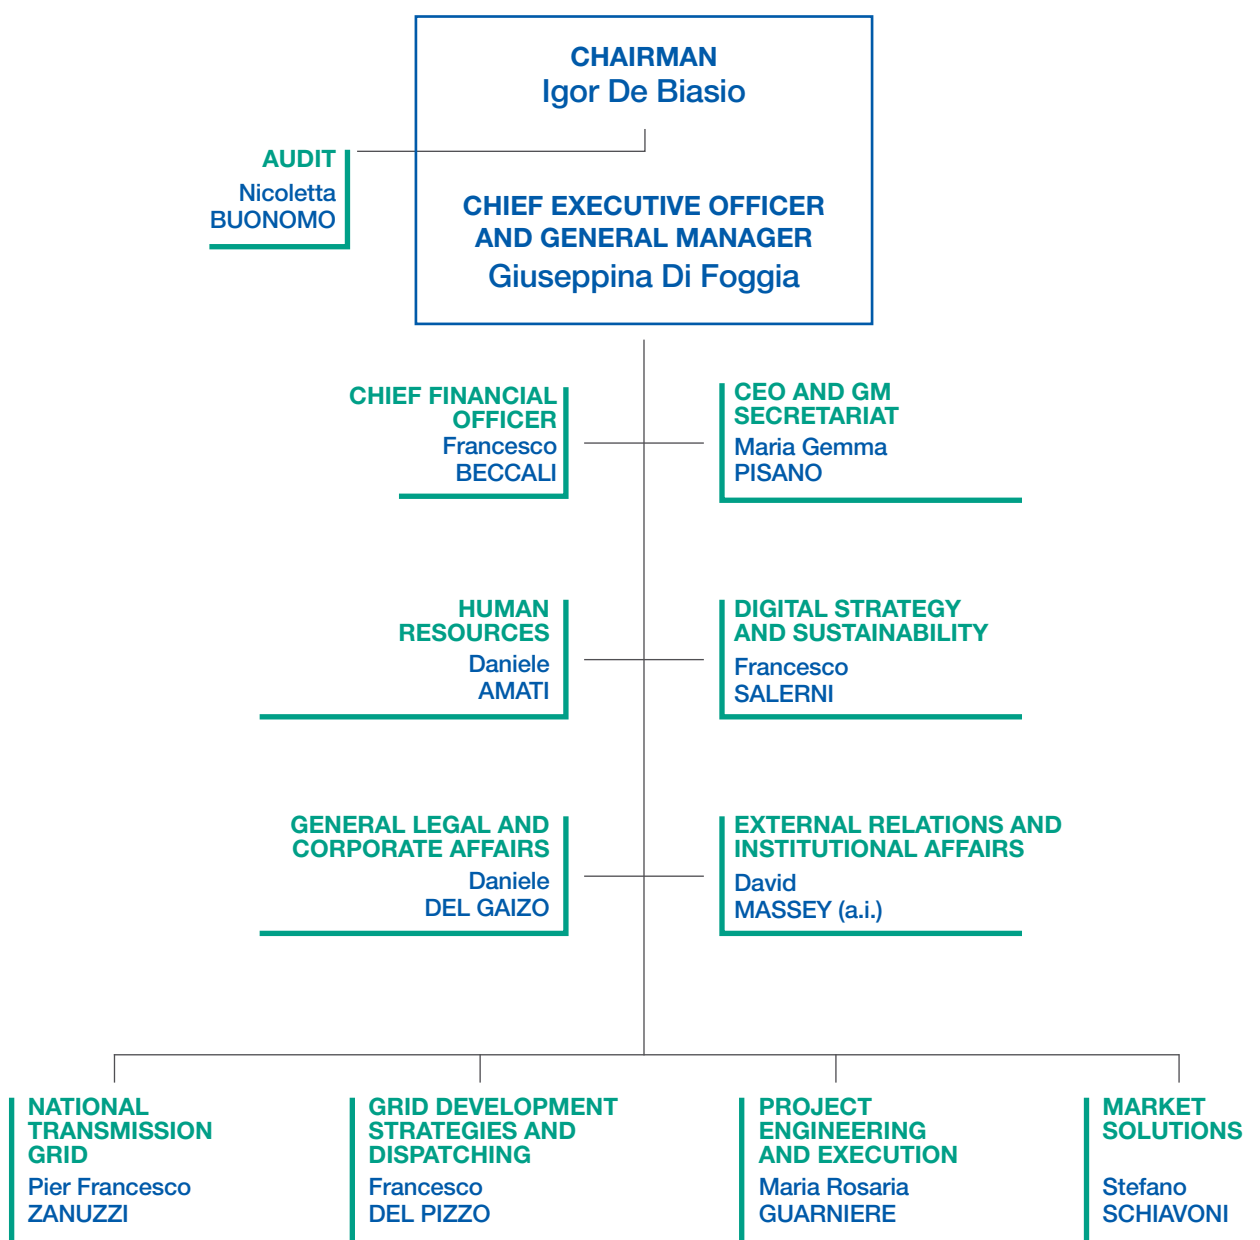 CHAIRMAN
Igor De Biasio
AUDIT
Nicoletta
BUONOMO
CHIEF EXECUTIVE OFFICER
AND GENERAL MANAGER
Giuseppina Di Foggia
CHIEF FINANCIAL
OFFICER
Francesco
BECCALI
CEO AND GM
SECRETARIAT
Maria Gemma
PISANO
HUMAN
RESOURCES
Daniele
AMATI
DIGITAL STRATEGY
AND SUSTAINABILITY
Francesco
SALERNI
GENERAL LEGAL AND
CORPORATE AFFAIRS
Daniele
DEL GAIZO
EXTERNAL RELATIONS AND
INSTITUTIONAL AFFAIRS
David
MASSEY (a.i.)
NATIONAL
TRANSMISSION
GRID
Pier Francesco
ZANUZZI
GRID DEVELOPMENT
STRATEGIES AND
DISPATCHING
Francesco
DEL PIZZO
PROJECT
ENGINEERING
AND EXECUTION
Maria Rosaria
GUARNIERE
MARKET
SOLUTIONS
Stefano
SCHIAVONI